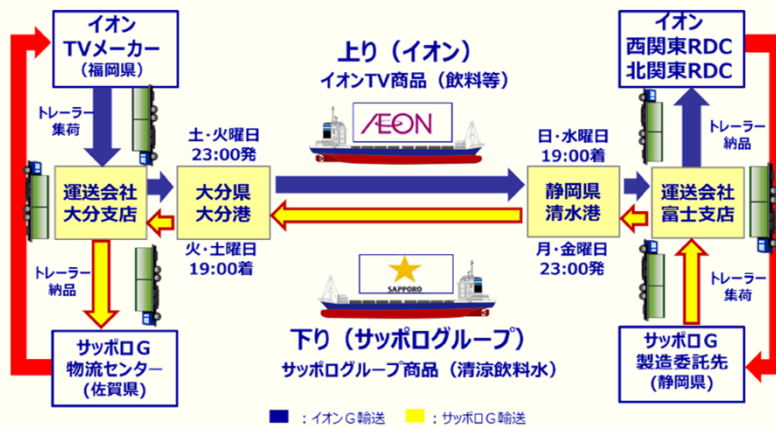 イオン
TVメーカー
(福岡県)
トレーラー
集荷
運送会社
大分支店
トレーラー
納品
サッポロG
物流センター
(佐賀県)
土・火曜日
23:00発
大分県
大分港
火・土曜日
19:00着
上り(イオン)
イオンTV商品(飲料等)
ÆON
SAPPORO
下り(サッポログループ)
サッポログループ商品(清涼飲料水)
日・水曜日
19:00着
静岡県
清水港
月・金曜日
23:00発
イオン
西関東RDC
北関東RDC
トレーラー
納品
運送会社
富士支店
トレーラー
集荷
サッポロG
製造委託先
(静岡県)
:イオンG輸送
:サッポロG輸送